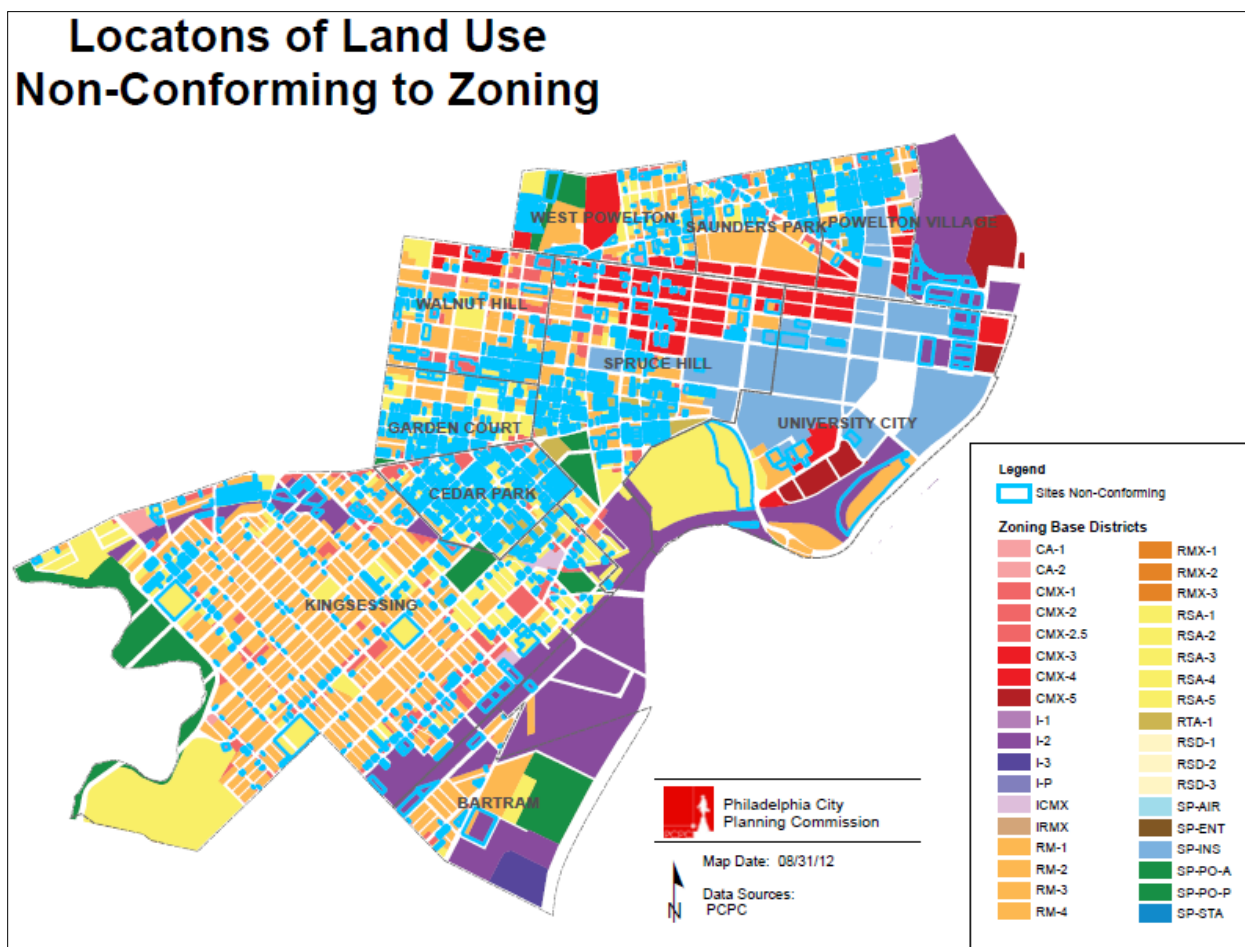 Locatons of Land Use
Non-Conforming to Zoning
WEST POWELTON
SAUNDERS PARK
POWELTON VILLAGE
WALNUT HILL
SPRUCE HILL
GARDEN COURT
UNIVERSITY CITY
CEDAR PARK
KINGSESSING
BARTRAM
PCPC
Philadelphia City
Planning Commission
Map Date: 08/31/12
N
Data Sources:
PCPC
Legend
Sites Non-Conforming
Zoning Base Districts
CA-1
CA-2
CMX-1
CMX-2
CMX-2.5
CMX-3
CMX-4
CMX-5
I-1
I-2
I-3
I-P
ICMX
IRMX
RM-1
RM-2
RM-3
RM-4
RMX-1
RMX-2
RMX-3
RSA-1
RSA-2
RSA-3
RSA-4
RSA-5
RTA-1
RSD-1
RSD-2
RSD-3
SP-AIR
SP-ENT
SP-INS
SP-PO-A
SP-PO-P
SP-STA